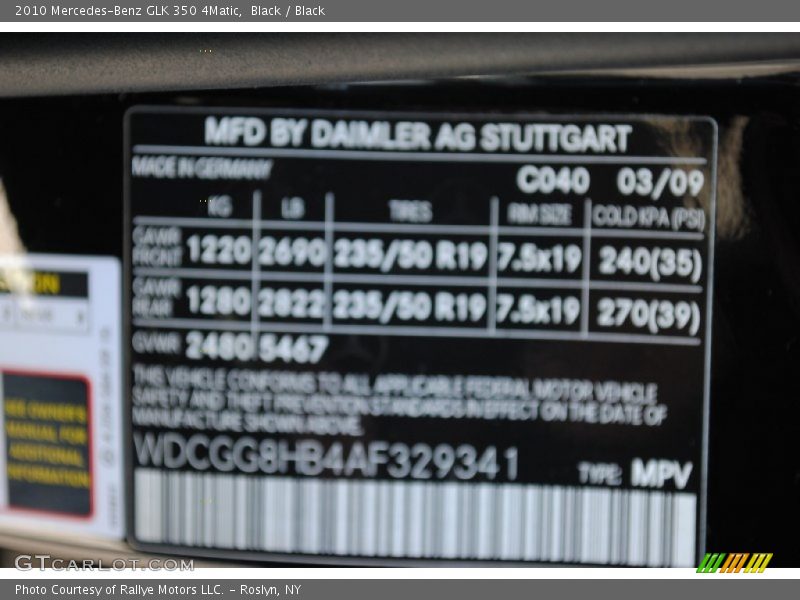 2010 Mercedes-Benz GLK 350 4Matic, Black / Black
MFD BY DAIMLER AG STUTTGART
MADE IN GERMANY
C040 03/09
KG LB TIRES RIM SIZE COLD KPA (PSI)
GAWR FRONT 1220 2690 235/50 R19 7.5x19 240(35)
GAWR REAR 1280 2822 235/50 R19 7.5x19 270(39)
GVWR 2480 5467
THIS VEHICLE CONFORMS TO ALL APPLICABLE FEDERAL MOTOR VEHICLE
SAFETY AND THEFT PREVENTION STANDARDS IN EFFECT ON THE DATE OF
MANUFACTURE SHOWN ABOVE.
WDCGG8HB4AF329341
TYPE: MPV
SEE OWNER'S
MANUAL FOR
ADDITIONAL
INFORMATION
GTCARLOT.COM
Photo Courtesy of Rallye Motors LLC. - Roslyn, NY